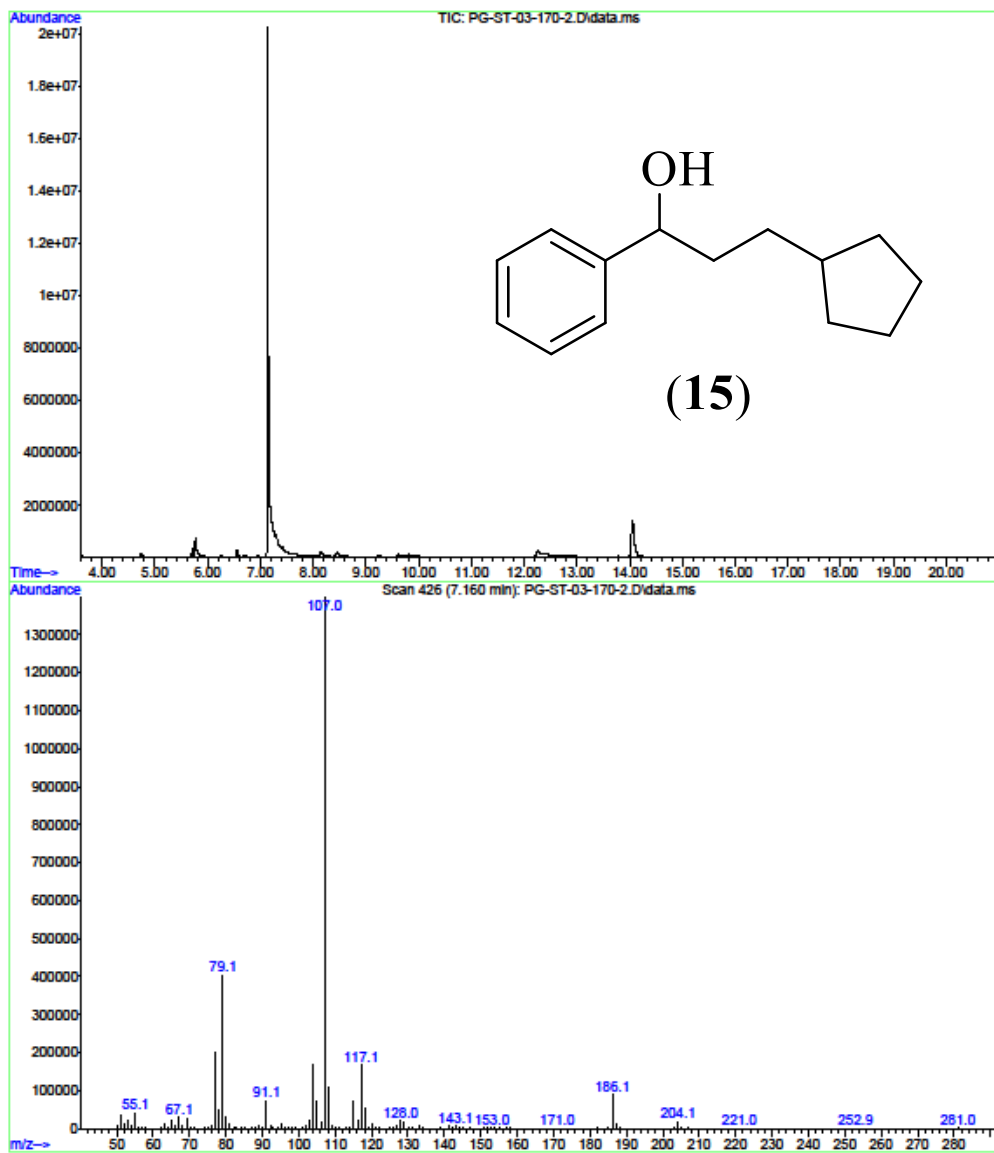 Abundance
TIC: PG-ST-03-170-2.D\data.ms
2e+07
1.8e+07
1.6e+07
1.4e+07
1.2e+07
1e+07
8000000
6000000
4000000
2000000
OH
(15)
Time--> 4.00 5.00 6.00 7.00 8.00 9.00 10.00 11.00 12.00 13.00 14.00 15.00 16.00 17.00 18.00 19.00 20.00
Abundance
Scan 426 (7.160 min): PG-ST-03-170-2.D\data.ms
107.0
1300000
1200000
1100000
1000000
900000
800000
700000
600000
500000
400000
300000
200000
100000
0
79.1
117.1
91.1
186.1
55.1 67.1 128.0 143.1 153.0 171.0 204.1 221.0 252.9 281.0
m/z--> 50 60 70 80 90 100 110 120 130 140 150 160 170 180 190 200 210 220 230 240 250 260 270 280